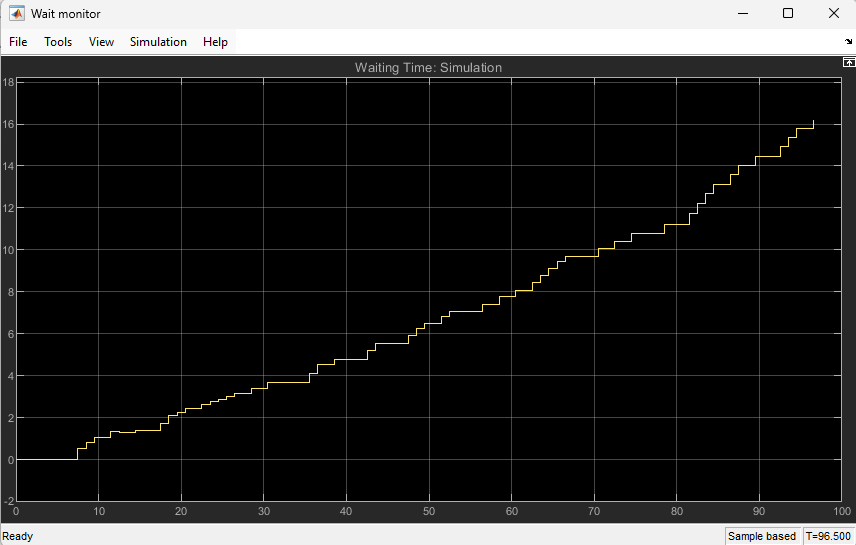 Wait monitor
File Tools View Simulation Help
Waiting Time: Simulation
18
16
14
12
10
8
6
4
2
0
-2
0 10 20 30 40 50 60 70 80 90 100
Ready Sample based T=96.500